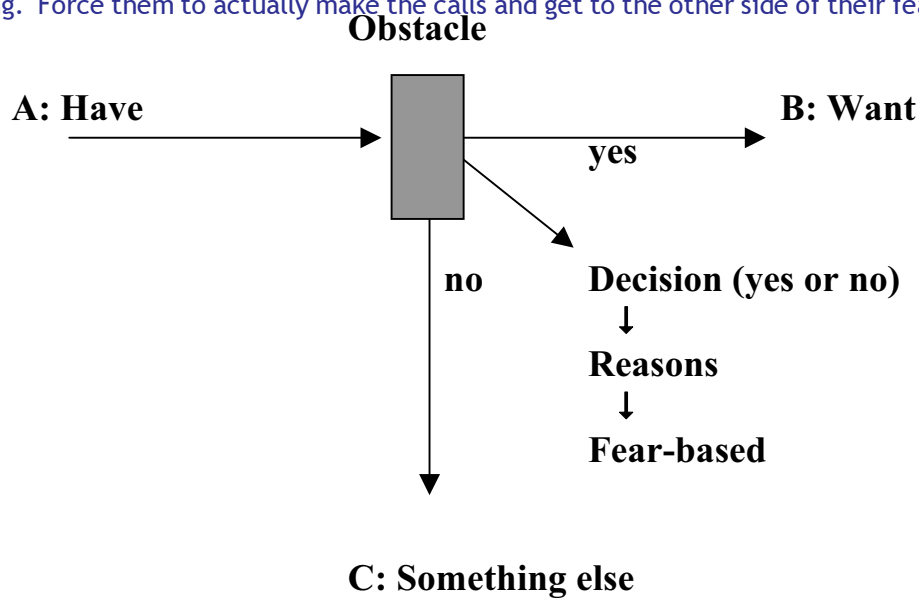 g. Force them to actually make the calls and get to the other side of their fea
Obstacle
A: Have
B: Want
yes
no
Decision (yes or no)
↓
Reasons
↓
Fear-based
C: Something else